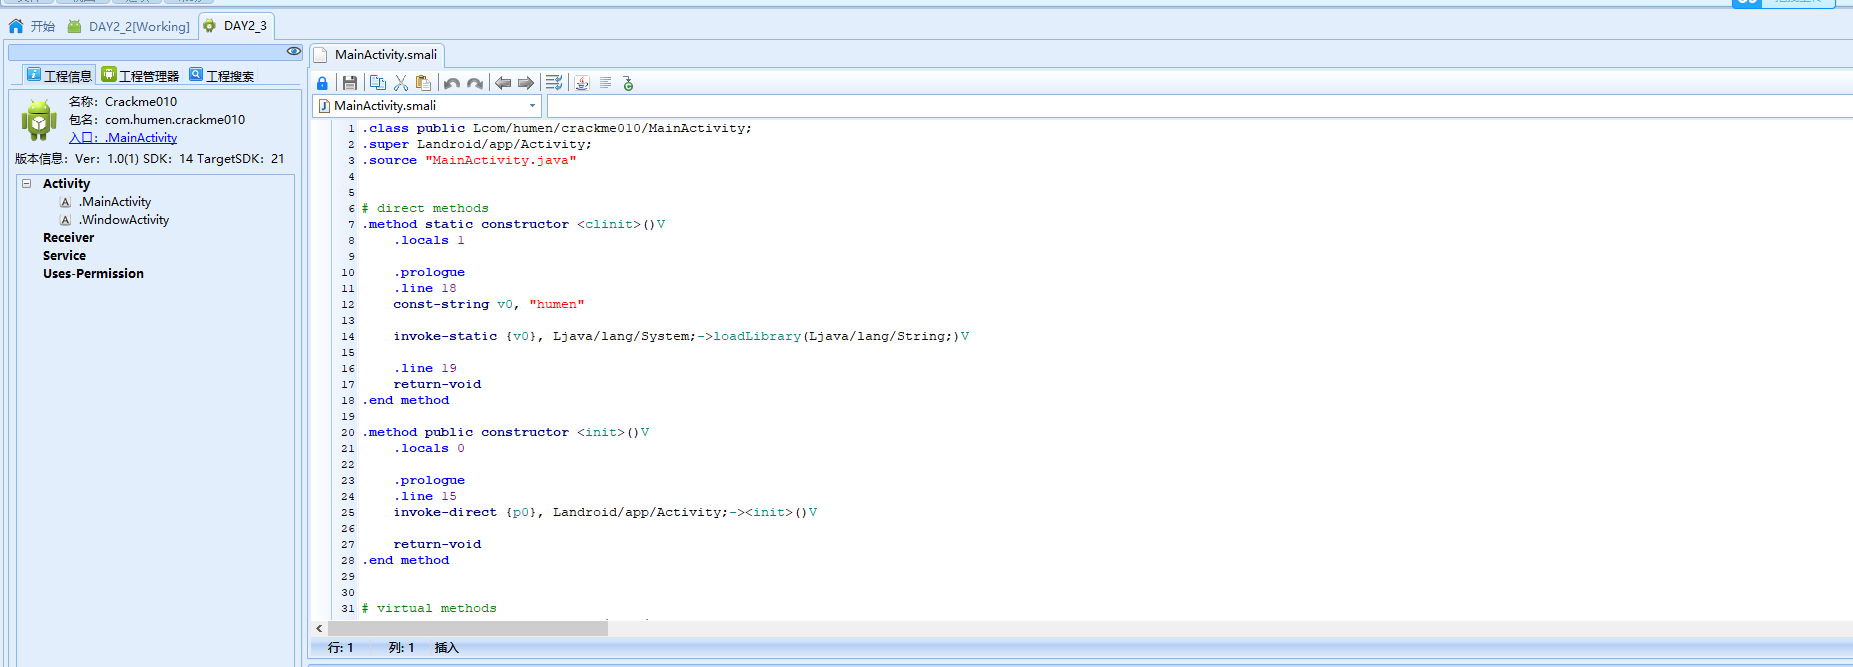 开始 DAY2_2[Working] DAY2_3
工程信息 工程管理器 工程搜索
名称: Crackme010
包名: com.humen.crackme010
入口: .MainActivity
版本信息: Ver: 1.0(1) SDK: 14 TargetSDK: 21
Activity
.MainActivity
.WindowActivity
Receiver
Service
Uses-Permission
MainActivity.smali
MainActivity.smali
1 .class public Lcom/humen/crackme010/MainActivity;
2 .super Landroid/app/Activity;
3 .source "MainActivity.java"
4
5
6 # direct methods
7 .method static constructor <clinit>()V
8 .locals 1
9
10 .prologue
11 .line 18
12 const-string v0, "humen"
13
14 invoke-static {v0}, Ljava/lang/System;->loadLibrary(Ljava/lang/String;)V
15
16 .line 19
17 return-void
18 .end method
19
20 .method public constructor <init>()V
21 .locals 0
22
23 .prologue
24 .line 15
25 invoke-direct {p0}, Landroid/app/Activity;-><init>()V
26
27 return-void
28 .end method
29
30
31 # virtual methods
行: 1 列: 1 插入